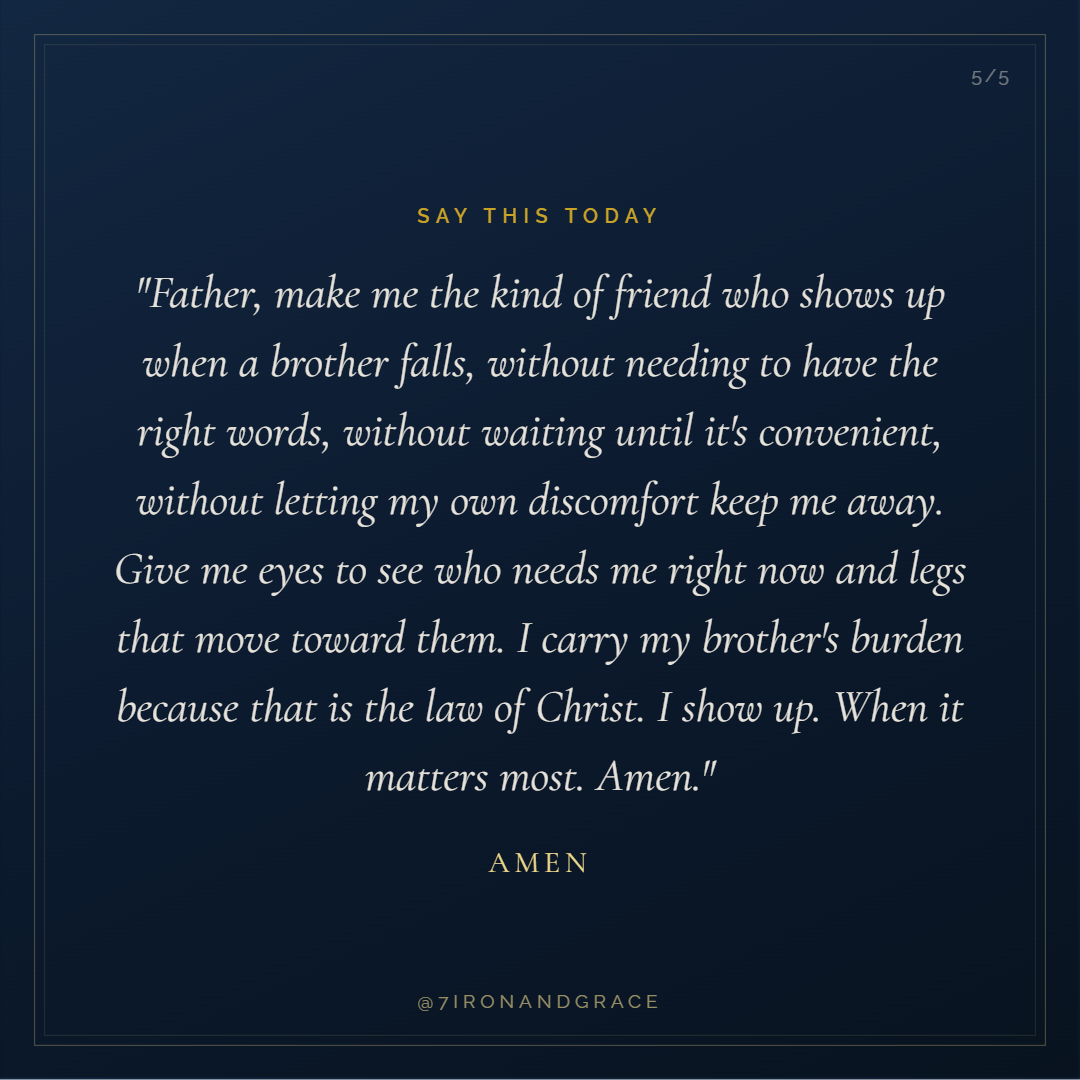 5/5
SAY THIS TODAY
"Father, make me the kind of friend who shows up
when a brother falls, without needing to have the
right words, without waiting until it's convenient,
without letting my own discomfort keep me away.
Give me eyes to see who needs me right now and legs
that move toward them. I carry my brother's burden
because that is the law of Christ. I show up. When it
matters most. Amen."
AMEN
@7IRONANDGRACE